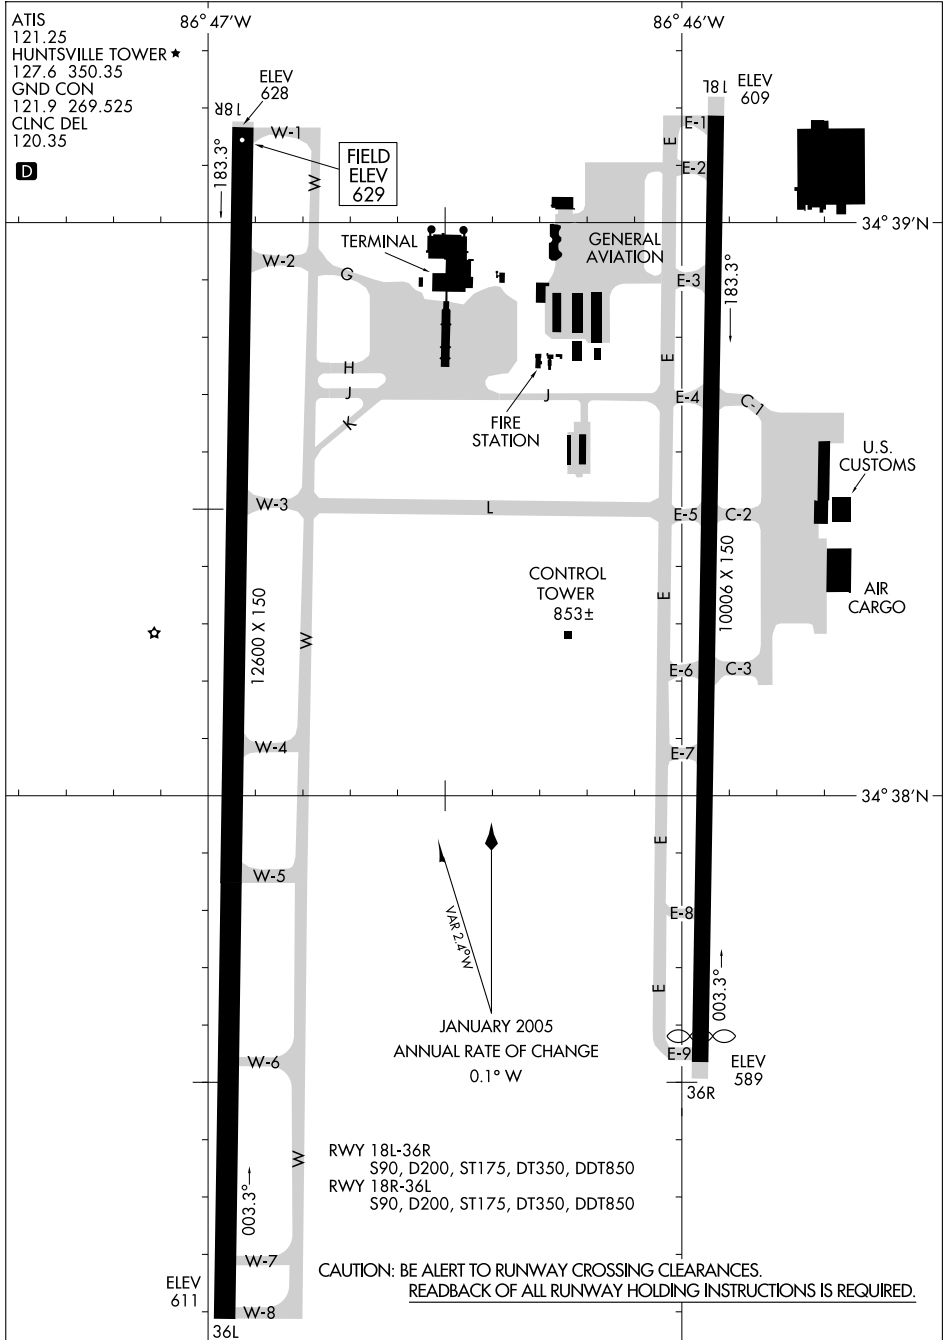 ATIS
121.25
HUNTSVILLE TOWER ★
127.6 350.35
GND CON
121.9 269.525
CLNC DEL
120.35
D
86°47'W
86°46'W
ELEV
628
18R
18L
ELEV
609
W-1
E-1
183.3°
W
FIELD
ELEV
629
E
E-2
34°39'N
TERMINAL
GENERAL
AVIATION
W-2
G
E-3
183.3°
H
E
J
J
E-4
C-1
K
FIRE
STATION
U.S.
CUSTOMS
W-3
L
E-5
C-2
CONTROL
TOWER
853±
10006 X 150
AIR
CARGO
12600 X 150
E
W
E-6
C-3
W-4
E-7
34°38'N
E
W-5
VAR 2.4°W
E-8
003.3°
E
JANUARY 2005
ANNUAL RATE OF CHANGE
0.1° W
E-9
ELEV
589
W-6
36R
W
RWY 18L-36R
S90, D200, ST175, DT350, DDT850
RWY 18R-36L
S90, D200, ST175, DT350, DDT850
003.3°
W-7
CAUTION: BE ALERT TO RUNWAY CROSSING CLEARANCES.
READBACK OF ALL RUNWAY HOLDING INSTRUCTIONS IS REQUIRED.
ELEV
611
W-8
36L